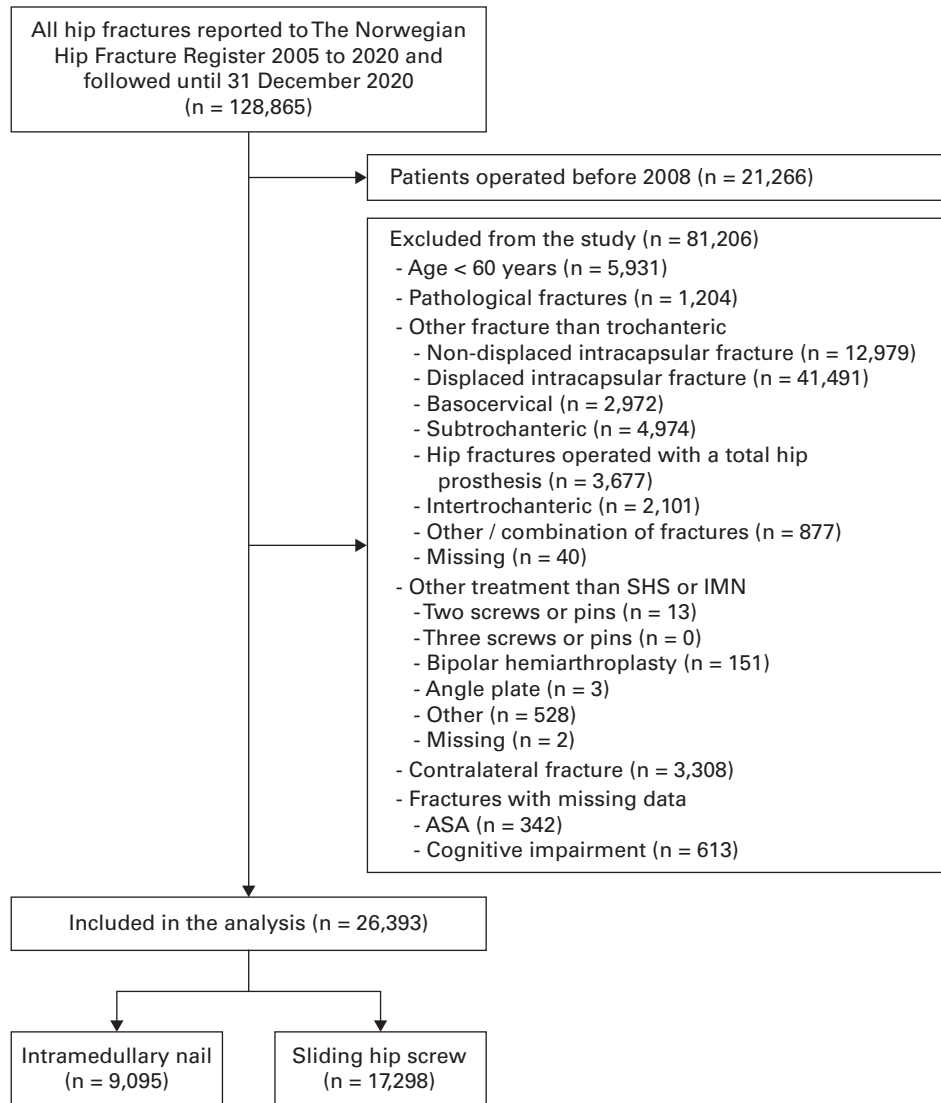 All hip fractures reported to The Norwegian
Hip Fracture Register 2005 to 2020 and
followed until 31 December 2020
(n = 128,865)
Patients operated before 2008 (n = 21,266)
Excluded from the study (n = 81,206)
- Age < 60 years (n = 5,931)
- Pathological fractures (n = 1,204)
- Other fracture than trochanteric
- Non-displaced intracapsular fracture (n = 12,979)
- Displaced intracapsular fracture (n = 41,491)
- Basocervical (n = 2,972)
- Subtrochanteric (n = 4,974)
- Hip fractures operated with a total hip
prosthesis (n = 3,677)
- Intertrochanteric (n = 2,101)
- Other / combination of fractures (n = 877)
- Missing (n = 40)
- Other treatment than SHS or IMN
- Two screws or pins (n = 13)
- Three screws or pins (n = 0)
- Bipolar hemiarthroplasty (n = 151)
- Angle plate (n = 3)
- Other (n = 528)
- Missing (n = 2)
- Contralateral fracture (n = 3,308)
- Fractures with missing data
- ASA (n = 342)
- Cognitive impairment (n = 613)
Included in the analysis (n = 26,393)
Intramedullary nail
(n = 9,095)
Sliding hip screw
(n = 17,298)